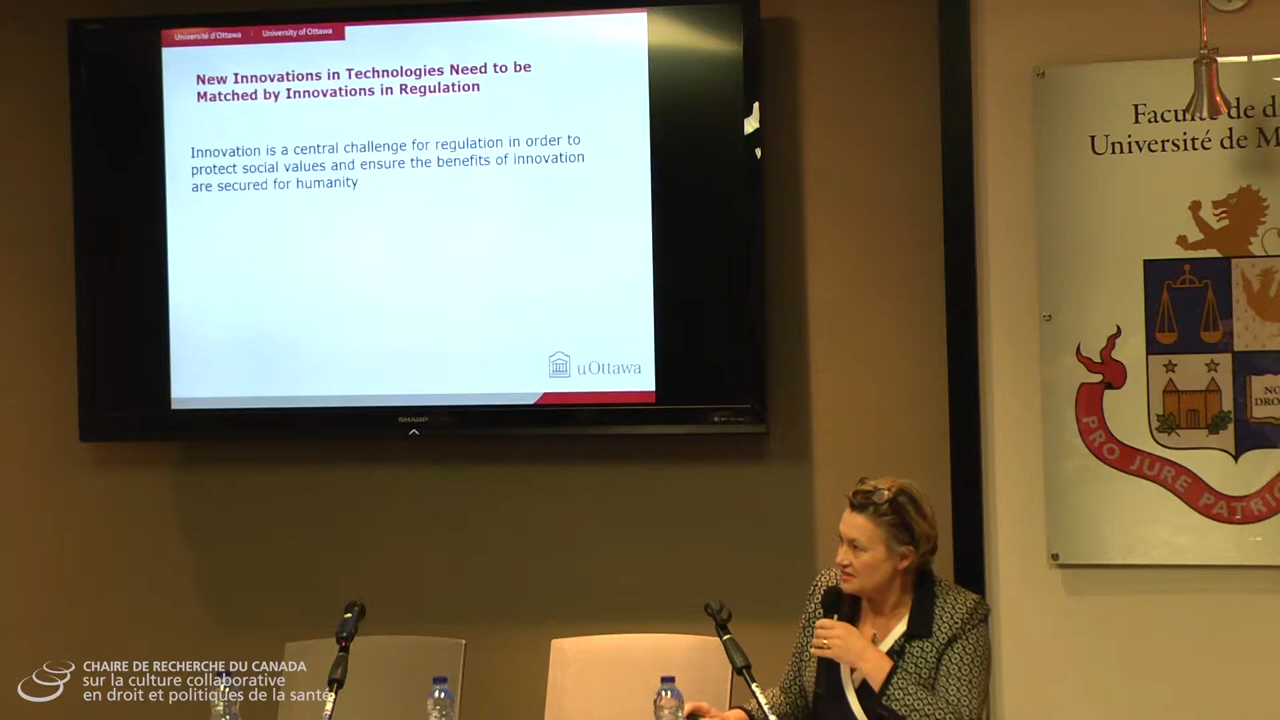 Université d'Ottawa | University of Ottawa
New Innovations in Technologies Need to be
Matched by Innovations in Regulation
Innovation is a central challenge for regulation in order to
protect social values and ensure the benefits of innovation
are secured for humanity
uOttawa
SHARP
Faculté de d
Université de M
NO
DRO
PRO JURE PATRI
CHAIRE DE RECHERCHE DU CANADA
sur la culture collaborative
en droit et politiques de la santé